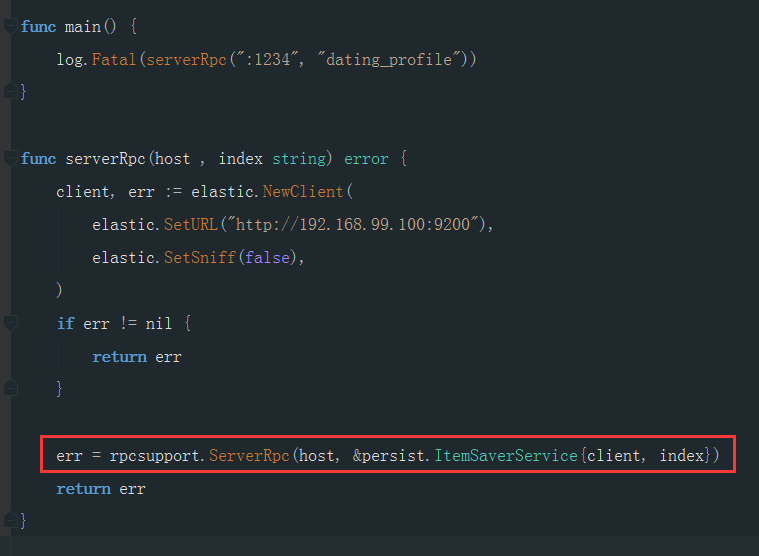 func main() {
    log.Fatal(serverRpc(":1234", "dating_profile"))
}
func serverRpc(host , index string) error {
    client, err := elastic.NewClient(
        elastic.SetURL("http://192.168.99.100:9200"),
        elastic.SetSniff(false),
    )
    if err != nil {
        return err
    }
    err = rpcsupport.ServerRpc(host, &persist.ItemSaverService{client, index})
    return err
}